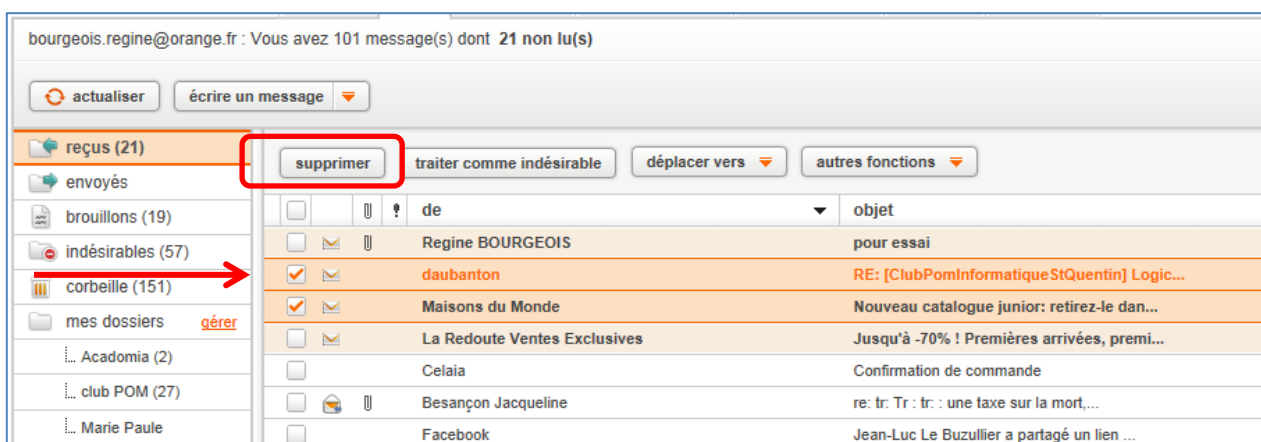 bourgeois.regine@orange.fr : Vous avez 101 message(s) dont 21 non lu(s)
actualiser écrire un message
reçus (21)
envoyés
brouillons (19)
indésirables (57)
corbeille (151)
mes dossiers gérer
Acadomia (2)
club POM (27)
Marie Paule
supprimer traiter comme indésirable déplacer vers autres fonctions
de objet
Regine BOURGEOIS pour essai
daubanton RE: [ClubPomInformatiqueStQuentin] Logic...
Maisons du Monde Nouveau catalogue junior: retirez-le dan...
La Redoute Ventes Exclusives Jusqu'à -70% ! Premières arrivées, premi...
Celaia Confirmation de commande
Besançon Jacqueline re: tr: Tr : tr: : une taxe sur la mort,...
Facebook Jean-Luc Le Buzullier a partagé un lien ...